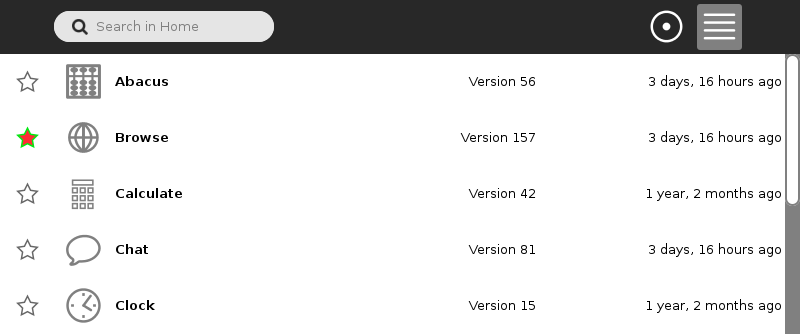 Search in Home
Abacus Version 56 3 days, 16 hours ago
Browse Version 157 3 days, 16 hours ago
Calculate Version 42 1 year, 2 months ago
Chat Version 81 3 days, 16 hours ago
Clock Version 15 1 year, 2 months ago